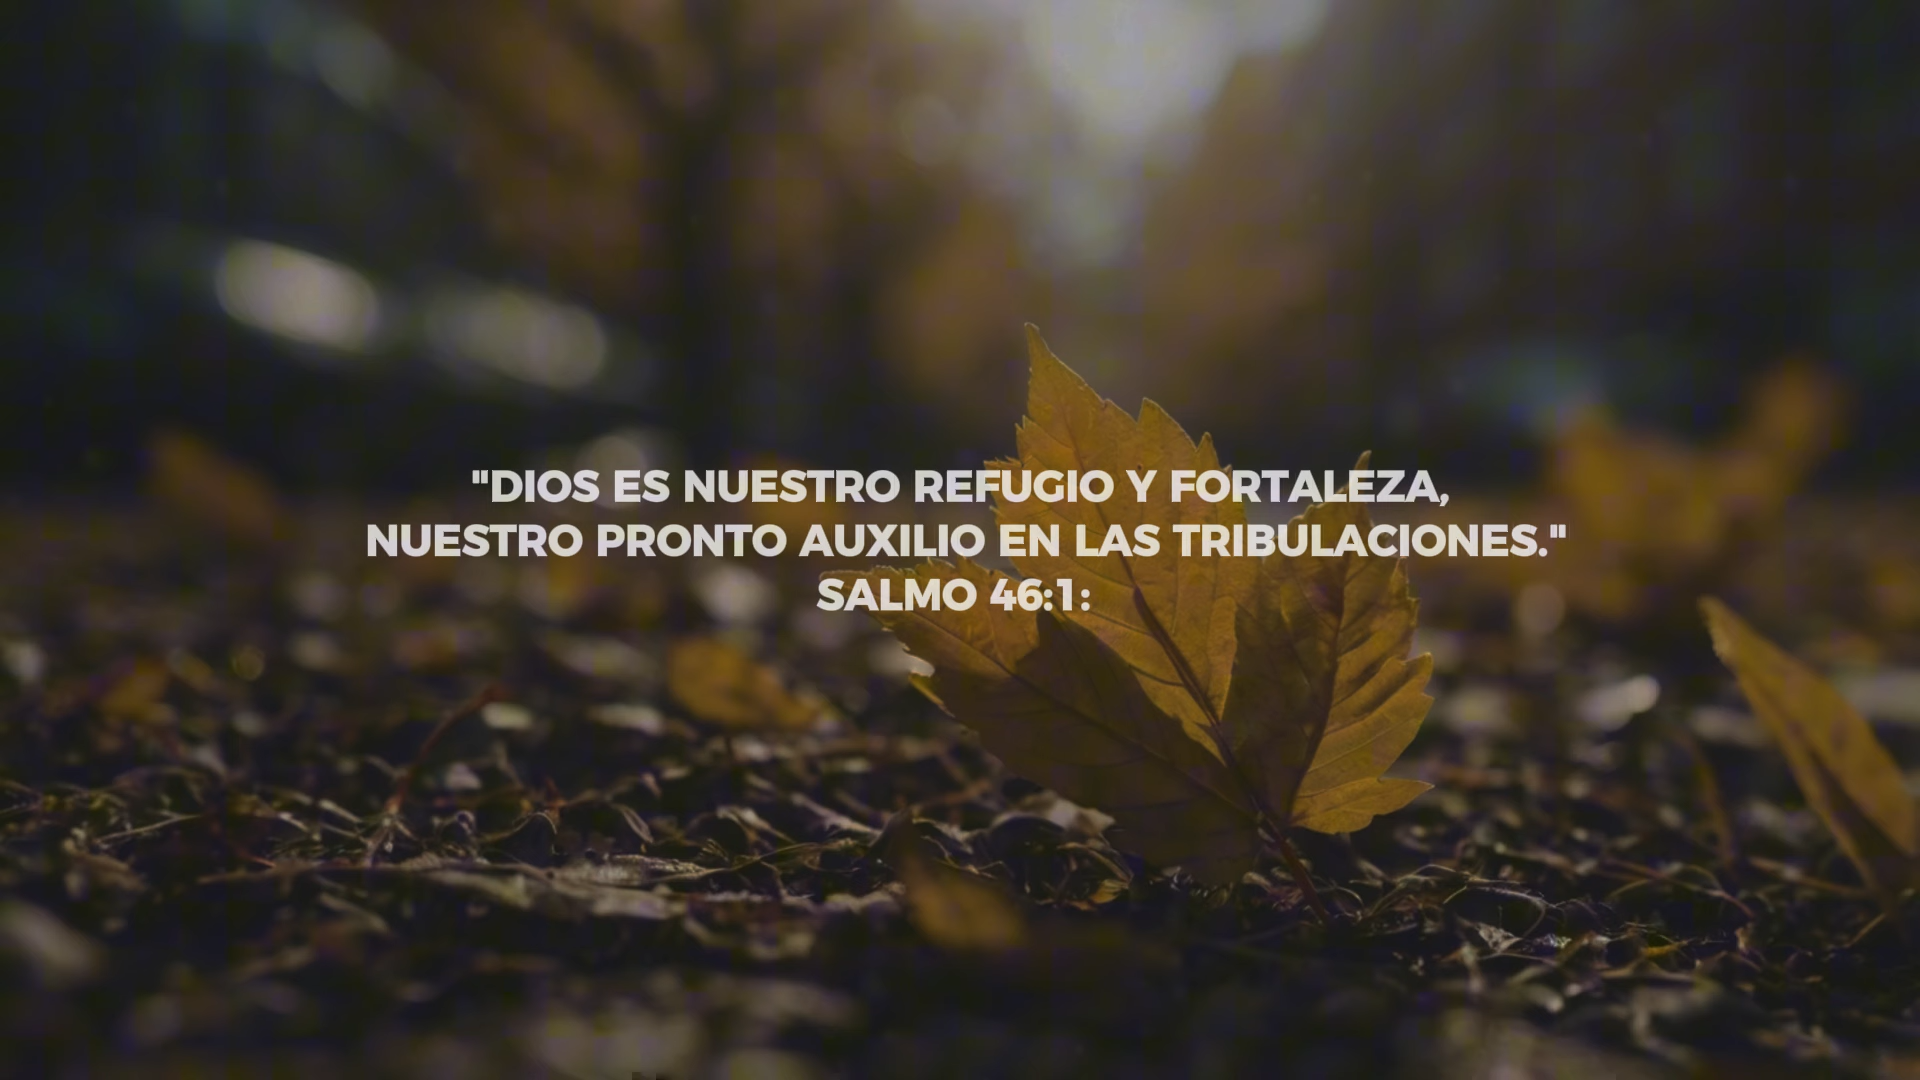 "DIOS ES NUESTRO REFUGIO Y FORTALEZA,
NUESTRO PRONTO AUXILIO EN LAS TRIBULACIONES."
SALMO 46:1: